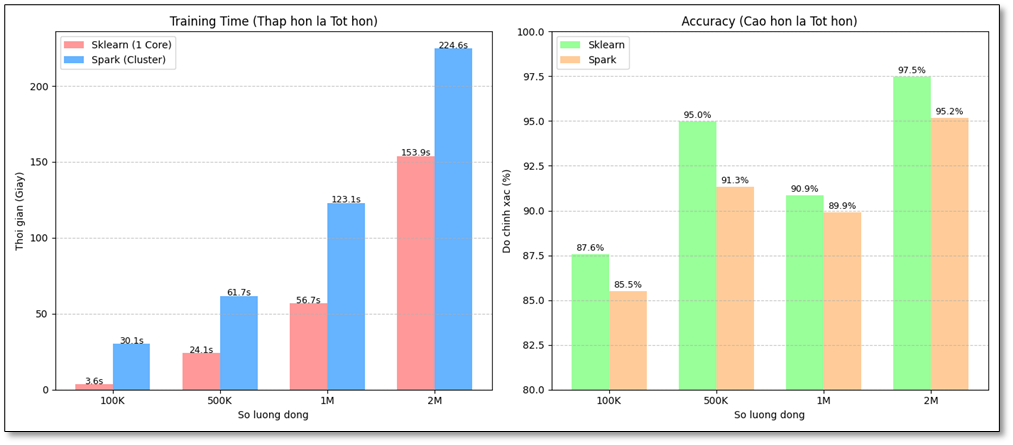 Training Time (Thap hon la Tot hon)
Sklearn (1 Core)
Spark (Cluster)
Thoi gian (Giay)
200
150
100
50
0
3.6s
30.1s
24.1s
61.7s
56.7s
123.1s
153.9s
224.6s
100K
500K
1M
2M
So luong dong
Accuracy (Cao hon la Tot hon)
Sklearn
Spark
Do chinh xac (%)
100.0
97.5
95.0
92.5
90.0
87.5
85.0
82.5
80.0
87.6%
85.5%
95.0%
91.3%
90.9%
89.9%
97.5%
95.2%
100K
500K
1M
2M
So luong dong